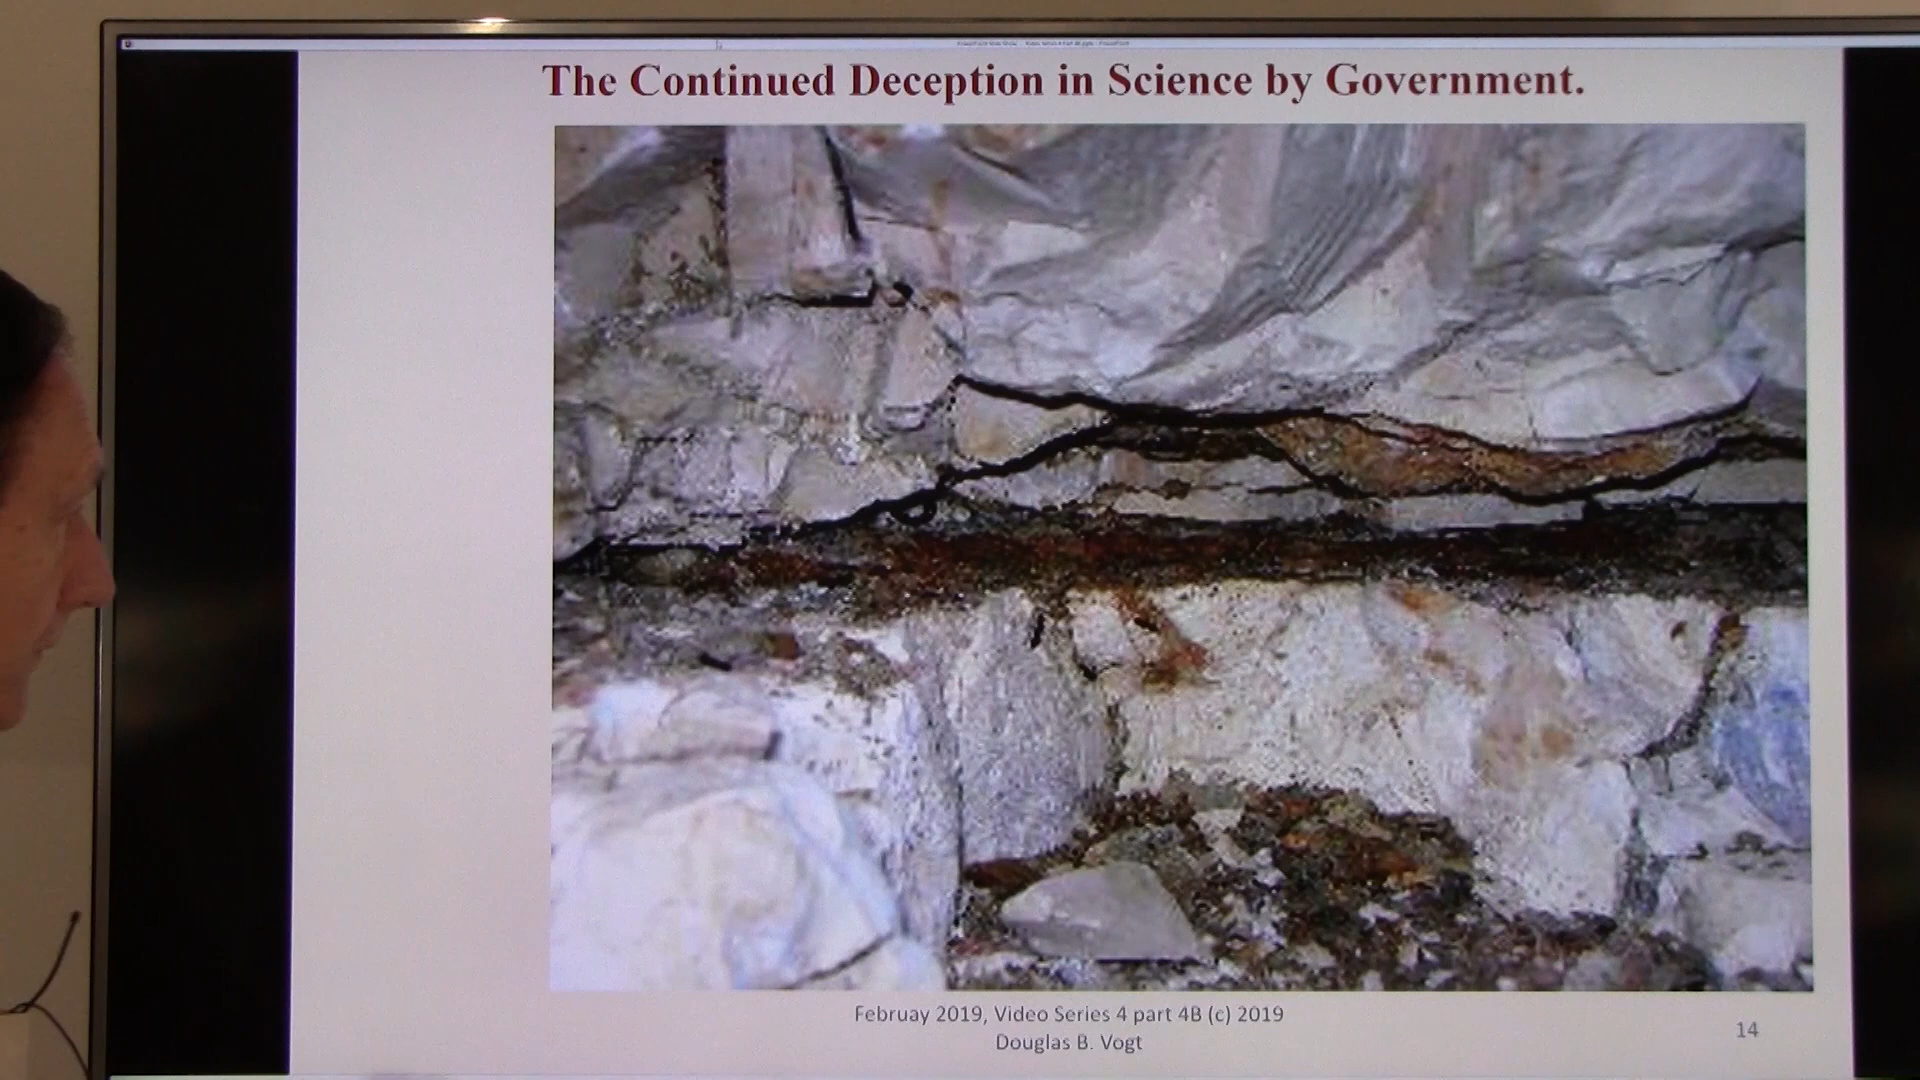 The Continued Deception in Science by Government.
Februay 2019, Video Series 4 part 4B (c) 2019
Douglas B. Vogt
14